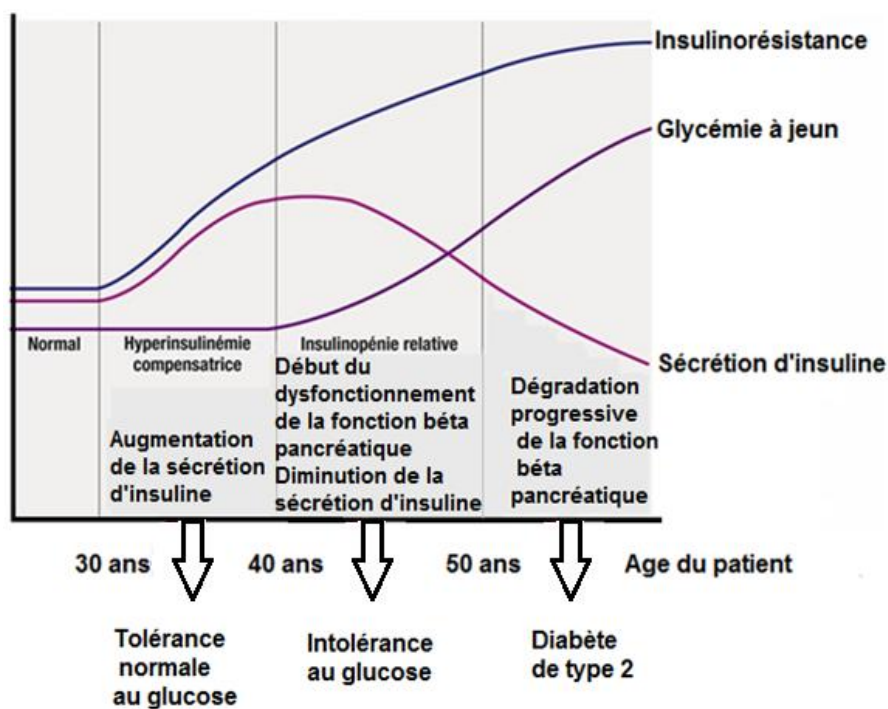 Insulinorésistance
Glycémie à jeun
Sécrétion d'insuline
Normal
Hyperinsulinémie
compensatrice
Insulinopénie relative
Augmentation
de la sécrétion
d'insuline
Début du
dysfonctionnement
de la fonction béta
pancréatique
Diminution de la
sécrétion d'insuline
Dégradation
progressive
de la fonction
béta
pancréatique
30 ans
40 ans
50 ans
Age du patient
Tolérance
normale
au glucose
Intolérance
au glucose
Diabète
de type 2